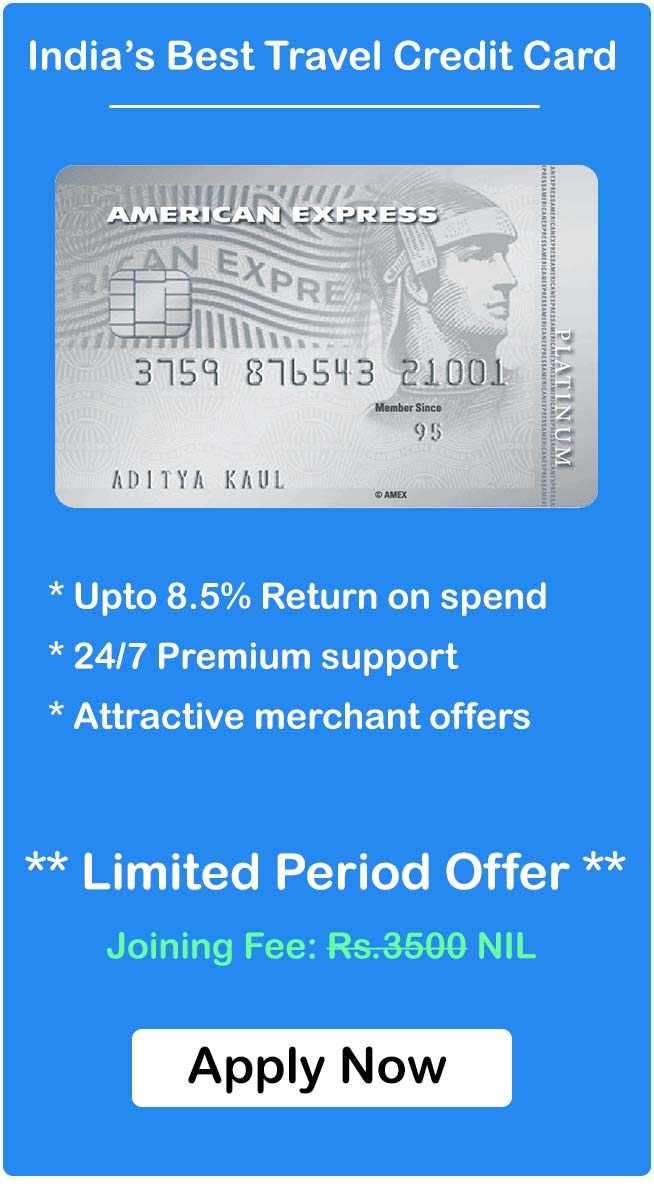 India's Best Travel Credit Card
AMERICAN EXPRESS
3759 876543 21001
Member Since
95
ADITYA KAUL
© AMEX
PLATINUM
* Upto 8.5% Return on spend
* 24/7 Premium support
* Attractive merchant offers
** Limited Period Offer **
Joining Fee: Rs.3500 NIL
Apply Now